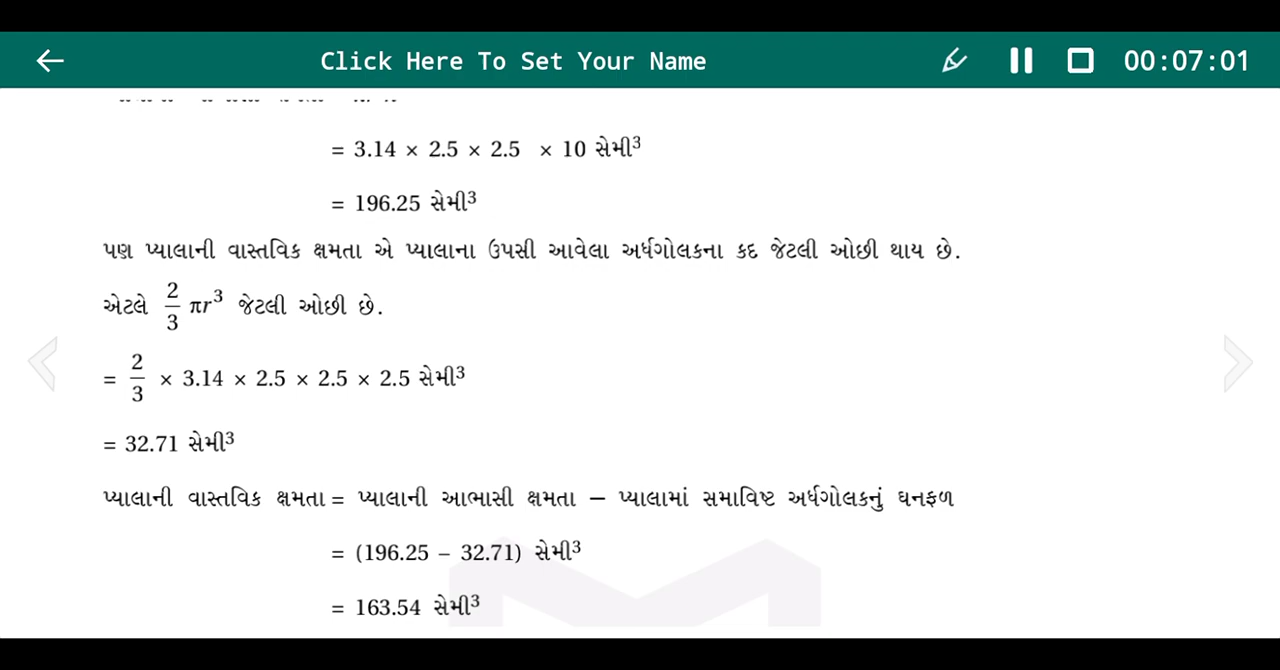 Click Here To Set Your Name 00:07:01
= 3.14 × 2.5 × 2.5 × 10 સેમી³
= 196.25 સેમી³
પણ પ્યાલાની વાસ્તવિક ક્ષમતા એ પ્યાલાના ઉપસી આવેલા અર્ધગોલકના કદ જેટલી ઓછી થાય છે.
એટલે 2/3 πr³ જેટલી ઓછી છે.
= 2/3 × 3.14 × 2.5 × 2.5 × 2.5 સેમી³
= 32.71 સેમી³
પ્યાલાની વાસ્તવિક ક્ષમતા = પ્યાલાની આભાસી ક્ષમતા – પ્યાલામાં સમાવિષ્ટ અર્ધગોલકનું ઘનફળ
= (196.25 – 32.71) સેમી³
= 163.54 સેમી³